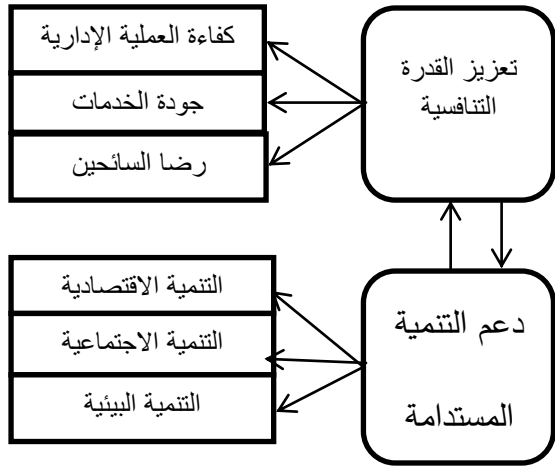 تعزيز القدرة
التنافسية
كفاءة العملية الإدارية
جودة الخدمات
رضا السائحين
دعم التنمية
المستدامة
التنمية الاقتصادية
التنمية الاجتماعية
التنمية البيئية